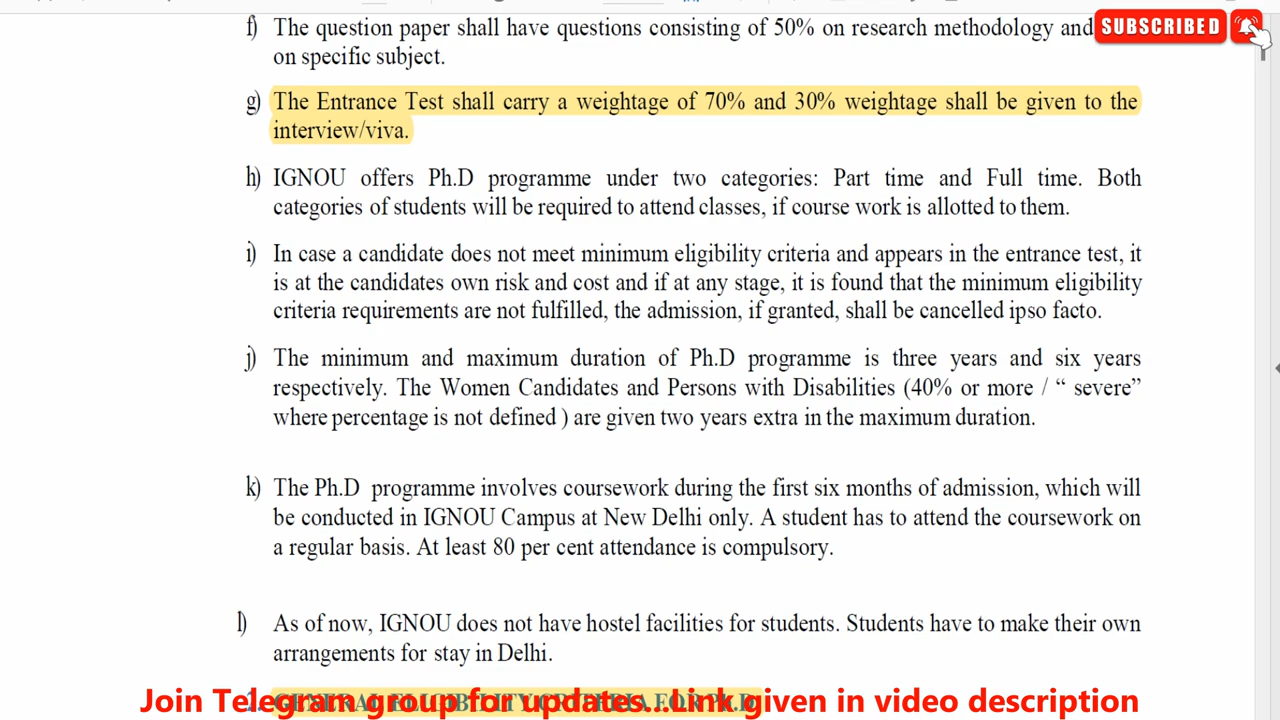 f) The question paper shall have questions consisting of 50% on research methodology and
on specific subject.
SUBSCRIBED
g) The Entrance Test shall carry a weightage of 70% and 30% weightage shall be given to the
interview/viva.
h) IGNOU offers Ph.D programme under two categories: Part time and Full time. Both
categories of students will be required to attend classes, if course work is allotted to them.
i) In case a candidate does not meet minimum eligibility criteria and appears in the entrance test, it
is at the candidates own risk and cost and if at any stage, it is found that the minimum eligibility
criteria requirements are not fulfilled, the admission, if granted, shall be cancelled ipso facto.
j) The minimum and maximum duration of Ph.D programme is three years and six years
respectively. The Women Candidates and Persons with Disabilities (40% or more / “ severe”
where percentage is not defined ) are given two years extra in the maximum duration.
k) The Ph.D programme involves coursework during the first six months of admission, which will
be conducted in IGNOU Campus at New Delhi only. A student has to attend the coursework on
a regular basis. At least 80 per cent attendance is compulsory.
l) As of now, IGNOU does not have hostel facilities for students. Students have to make their own
arrangements for stay in Delhi.
2. GENERAL ELIGIBILITY CRITERIA FOR Ph.D
Join Telegram group for updates...Link given in video description